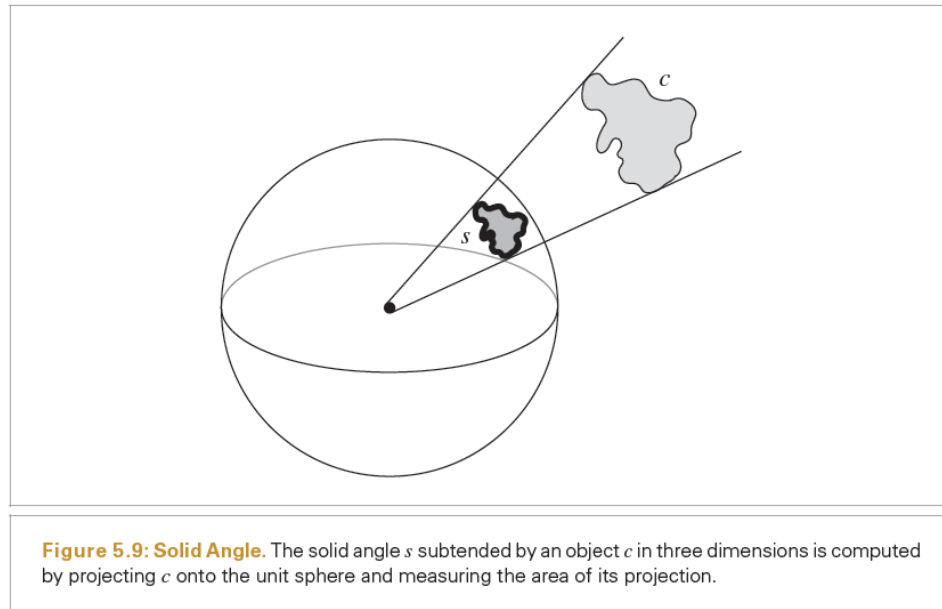 c
s
Figure 5.9: Solid Angle. The solid angle s subtended by an object c in three dimensions is computed
by projecting c onto the unit sphere and measuring the area of its projection.